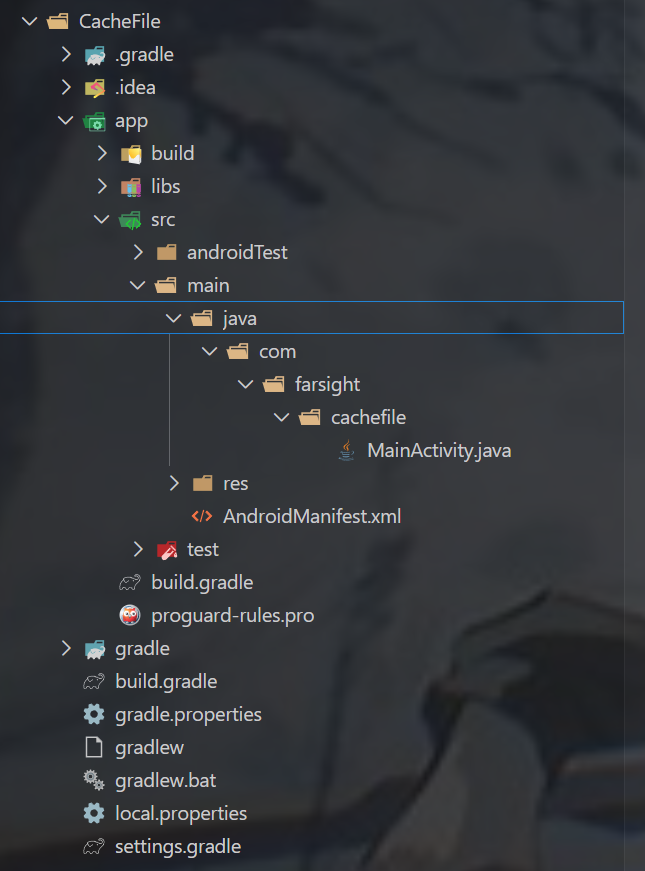 CacheFile
.gradle
.idea
app
build
libs
src
androidTest
main
java
com
farsight
cachefile
MainActivity.java
res
AndroidManifest.xml
test
build.gradle
proguard-rules.pro
gradle
build.gradle
gradle.properties
gradlew
gradlew.bat
local.properties
settings.gradle